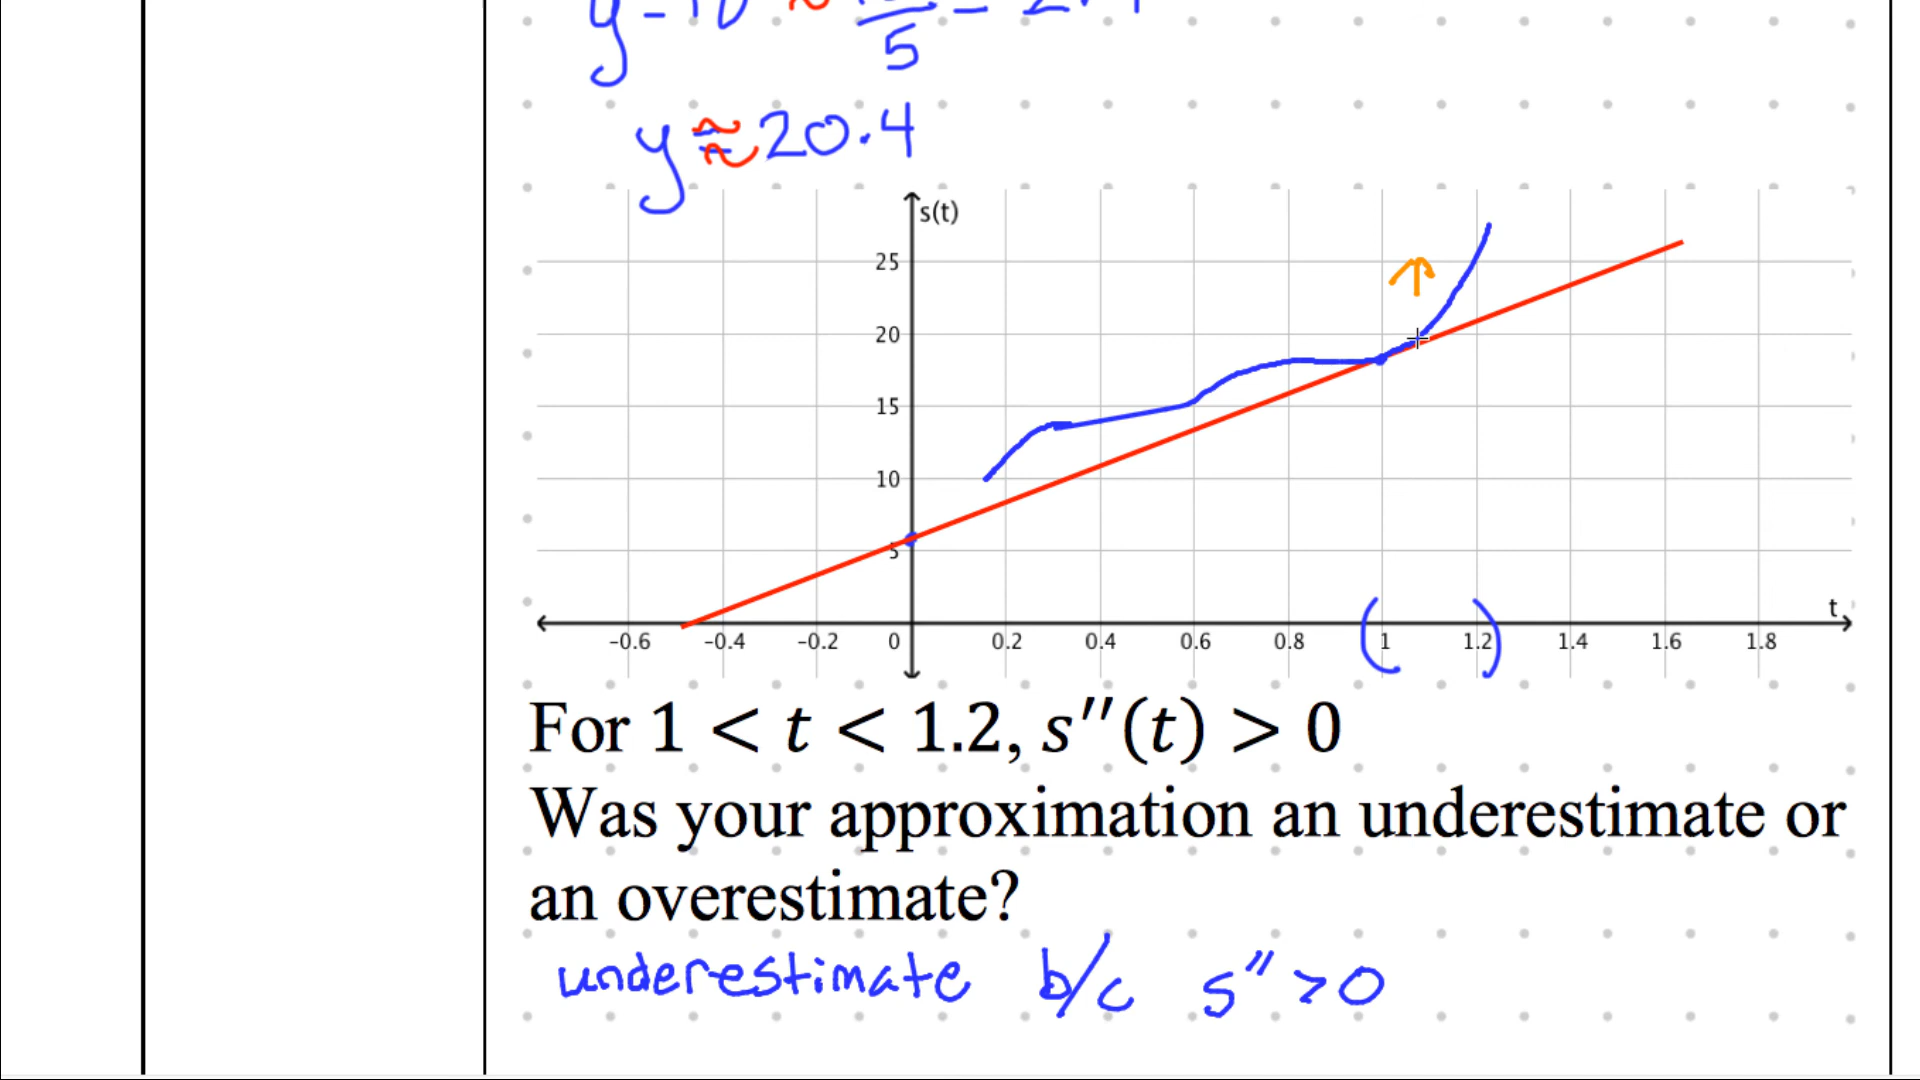 5
y ≈ 20.4
s(t)
25
20
15
10
5
t
-0.6 -0.4 -0.2 0 0.2 0.4 0.6 0.8 ( 1 1.2 ) 1.4 1.6 1.8
For 1 < t < 1.2, s''(t) > 0
Was your approximation an underestimate or
an overestimate?
underestimate b/c s'' > 0